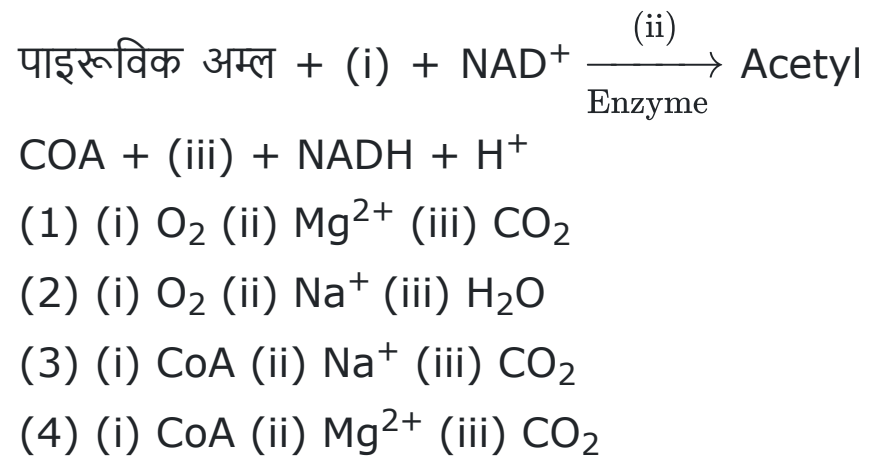 (ii)
पाइरूविक अम्ल + (i) + NAD⁺ ⟶ Acetyl
Enzyme
COA + (iii) + NADH + H⁺
(1) (i) O₂ (ii) Mg²⁺ (iii) CO₂
(2) (i) O₂ (ii) Na⁺ (iii) H₂O
(3) (i) CoA (ii) Na⁺ (iii) CO₂
(4) (i) CoA (ii) Mg²⁺ (iii) CO₂